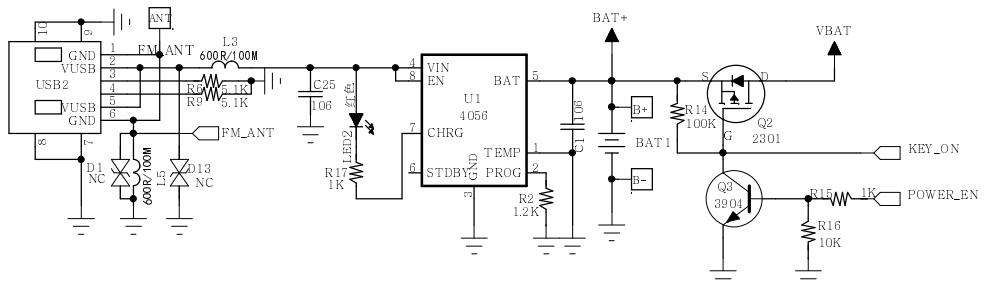 10
9
ANT
FM_ANT
GND
1
VUSB
2
3
4
VUSB
5
GND
6
USB2
8
7
L3
600R/100M
R6
5.1K
R9
5.1K
FM_ANT
D1
NC
600R/100M
L5
D13
NC
C25
106
红色
LED2
R17
1K
4
VIN
8
EN
7
CHRG
6
STDBY
U1
4056
BAT
5
TEMP
1
PROG
2
GND
3
R2
1.2K
C1
106
BAT+
B+
BAT1
B-
VBAT
S
D
G
R14
100K
Q2
2301
KEY_ON
Q3
3904
R15
1K
POWER_EN
R16
10K